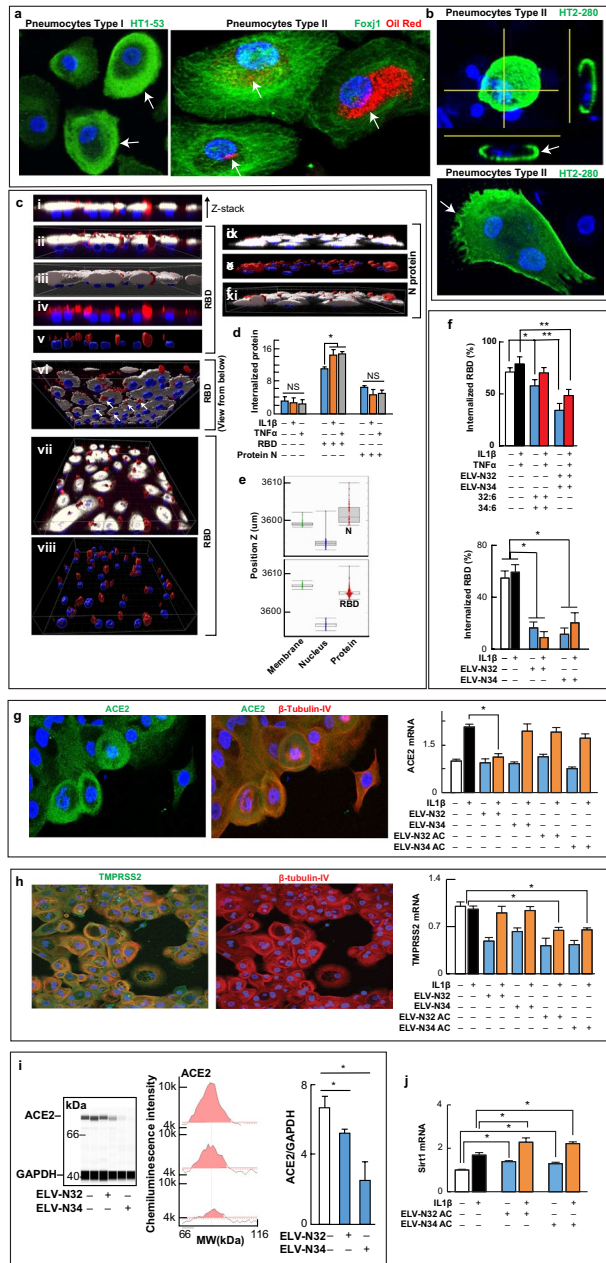 a
Pneumocytes Type I HT1-53
Pneumocytes Type II
Foxj1 Oil Red
b
Pneumocytes Type II HT2-280
Pneumocytes Type II HT2-280
c
i
Z-stack
ii
iii
iv
v
RBD
vi
RBD
(View from below)
vii
viii
RBD
xi
N protein
d
Internalized protein
16
8
0
NS
*
NS
IL1β
TNFα
RBD
Protein N
– + – – + – – + –
– – + – – + – – +
– – – + + + – – –
– – – – – – + + +
e
Position Z (um)
3610
3600
N
3610
3600
RBD
Membrane
Nucleus
Protein
f
Internalized RBD (%)
100
50
0
* ** **
IL1β
TNFα
ELV-N32
ELV-N34
32:6
34:6
Internalized RBD (%)
50
0
* *
IL1β
ELV-N32
ELV-N34
g
ACE2
ACE2 β-Tubulin-IV
ACE2 mRNA
1.5
0
*
IL1β
ELV-N32
ELV-N34
ELV-N32 AC
ELV-N34 AC
h
TMPRSS2
β-tubulin-IV
TMPRSS2 mRNA
1.4
0.7
0
*
*
IL1β
ELV-N32
ELV-N34
ELV-N32 AC
ELV-N34 AC
i
kDa
ACE2
66
GAPDH
40
ELV-N32
ELV-N34
– + –
– – +
ACE2
Chemiluminescence intensity
10k
4k
10k
4k
10k
4k
66
116
MW(kDa)
ACE2/GAPDH
8
4
0
*
*
ELV-N32
ELV-N34
– + –
– – +
j
Sirt1 mRNA
3
2
1
0
*
*
*
*
IL1β
ELV-N32 AC
ELV-N34 AC
– + – + – +
– – + + – –
– – – – + +